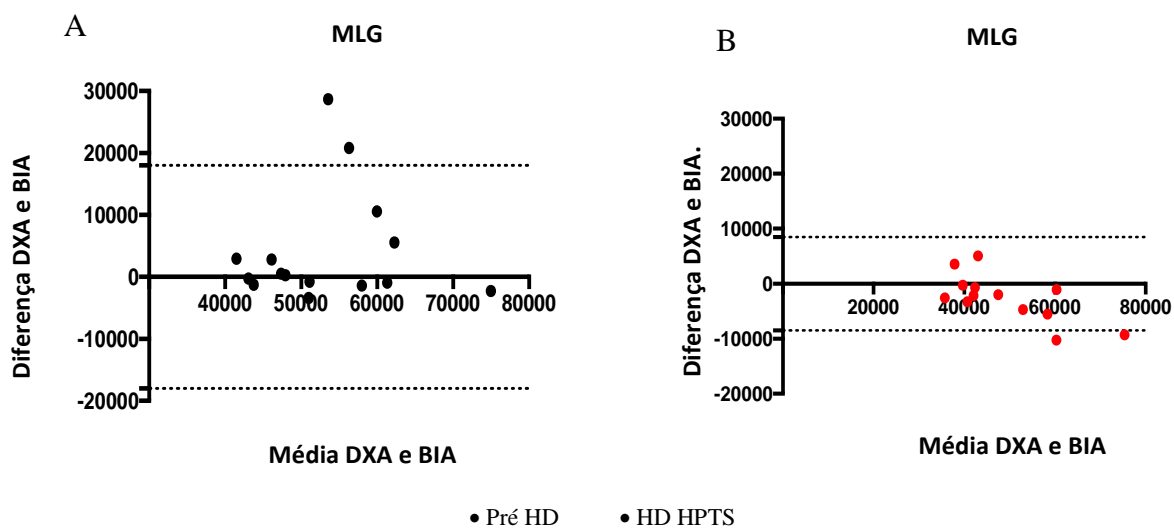 A
MLG
30000
20000
10000
0
-10000
-20000
40000 50000 60000 70000 80000
Diferença DXA e BIA
Média DXA e BIA
B
MLG
30000
20000
10000
0
-10000
-20000
20000 40000 60000 80000
Diferença DXA e BIA.
Média DXA e BIA
• Pré HD • HD HPTS